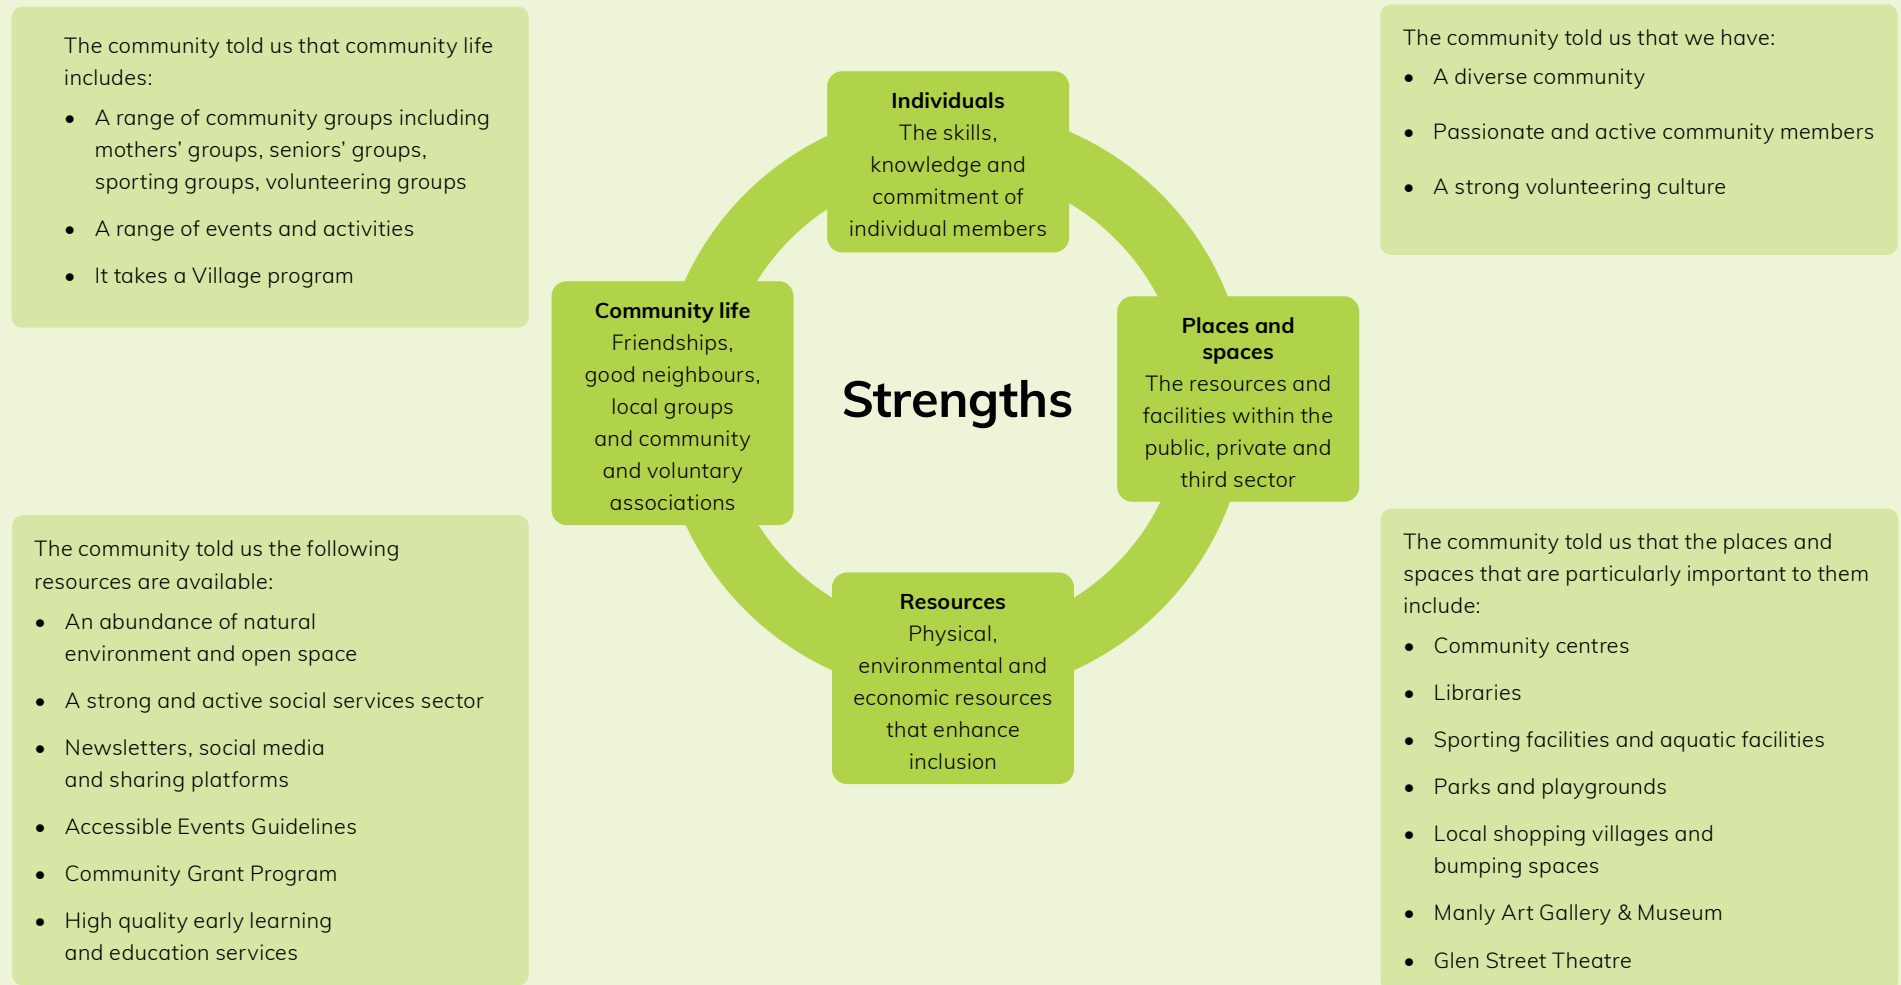 The community told us that community life
includes:
• A range of community groups including
mothers’ groups, seniors’ groups,
sporting groups, volunteering groups
• A range of events and activities
• It takes a Village program
The community told us that we have:
• A diverse community
• Passionate and active community members
• A strong volunteering culture
Individuals
The skills,
knowledge and
commitment of
individual members
Community life
Friendships,
good neighbours,
local groups
and community
and voluntary
associations
Strengths
Places and
spaces
The resources and
facilities within the
public, private and
third sector
Resources
Physical,
environmental and
economic resources
that enhance
inclusion
The community told us the following
resources are available:
• An abundance of natural
environment and open space
• A strong and active social services sector
• Newsletters, social media
and sharing platforms
• Accessible Events Guidelines
• Community Grant Program
• High quality early learning
and education services
The community told us that the places and
spaces that are particularly important to them
include:
• Community centres
• Libraries
• Sporting facilities and aquatic facilities
• Parks and playgrounds
• Local shopping villages and
bumping spaces
• Manly Art Gallery & Museum
• Glen Street Theatre